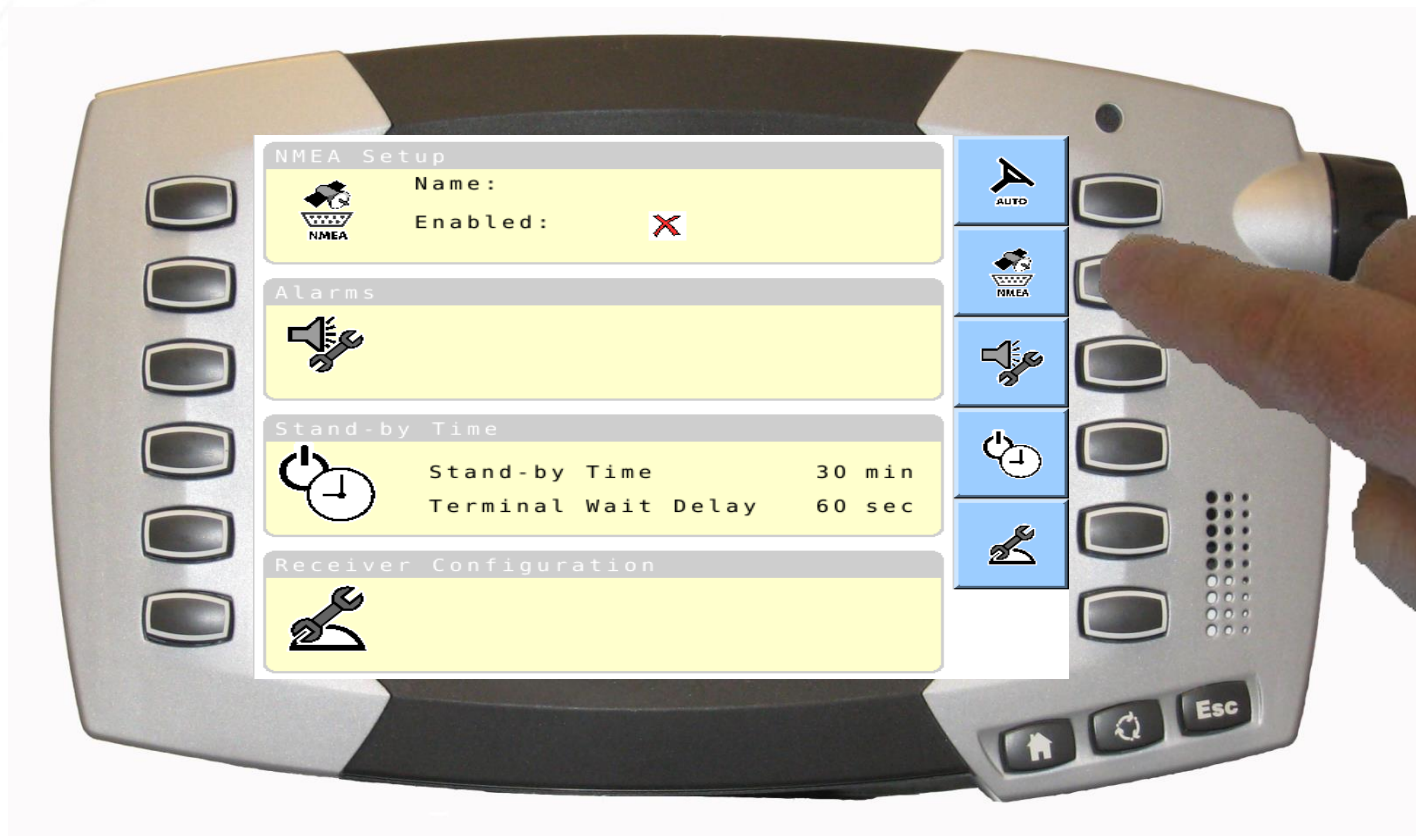 NMEA Setup
Name:
Enabled:
NMEA
Alarms
Stand-by Time
Stand-by Time 30 min
Terminal Wait Delay 60 sec
Receiver Configuration
AUTO
NMEA
Esc